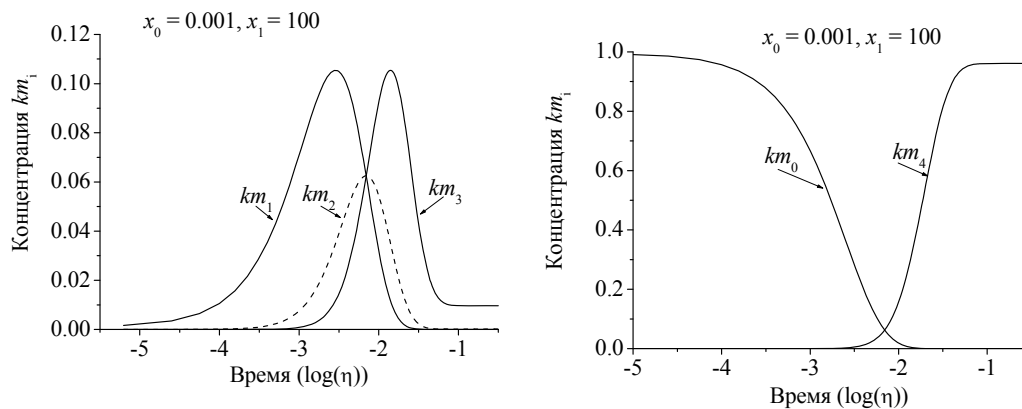 x₀ = 0.001, x₁ = 100
Концентрация kmᵢ
0.12
0.10
0.08
0.06
0.04
0.02
0.00
km₁
km₂
km₃
-5 -4 -3 -2 -1
Время (log(η))
x₀ = 0.001, x₁ = 100
Концентрация kmᵢ
1.0
0.8
0.6
0.4
0.2
0.0
km₀
km₄
-5 -4 -3 -2 -1
Время (log(η))